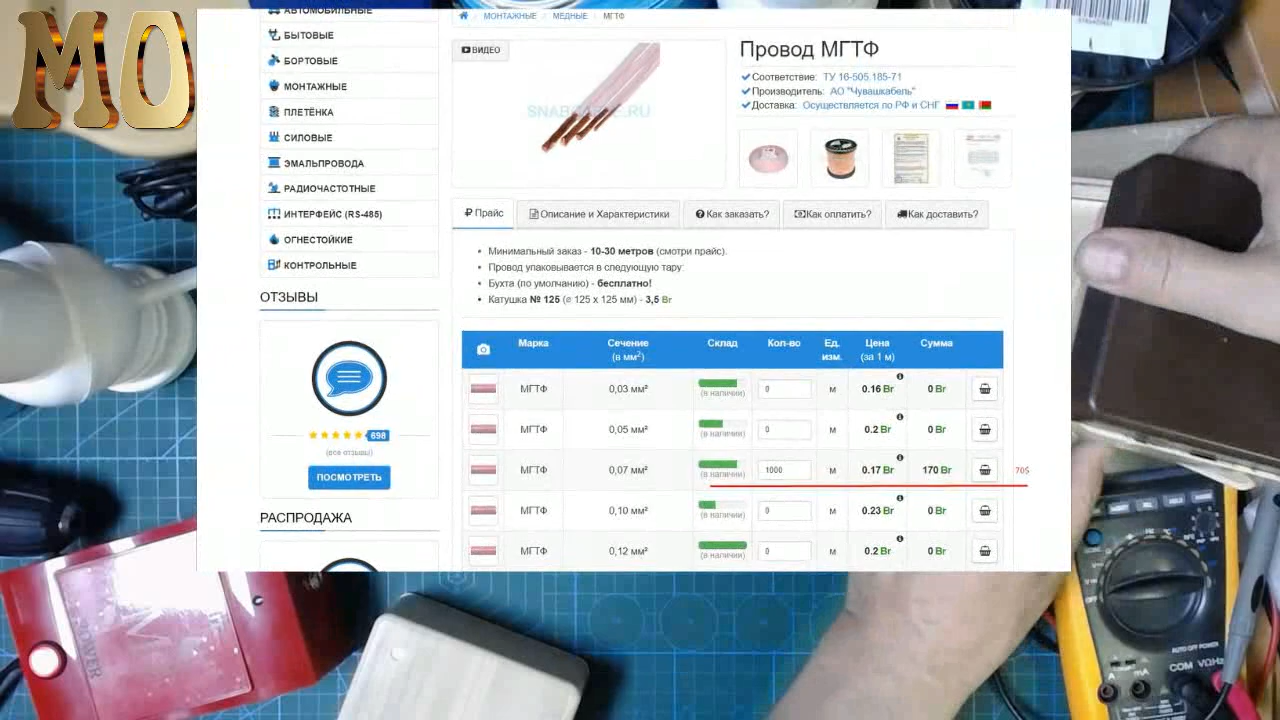 МО
АВТОМОБИЛЬНЫЕ
БЫТОВЫЕ
БОРТОВЫЕ
МОНТАЖНЫЕ
ПЛЕТЁНКА
СИЛОВЫЕ
ЭМАЛЬПРОВОДА
РАДИОЧАСТОТНЫЕ
ИНТЕРФЕЙС (RS-485)
ОГНЕСТОЙКИЕ
КОНТРОЛЬНЫЕ
ОТЗЫВЫ
698
(все отзывы)
ПОСМОТРЕТЬ
РАСПРОДАЖА
МОНТАЖНЫЕ / МЕДНЫЕ / МГТФ
ВИДЕО
Провод МГТФ
Соответствие: ТУ 16-505.185-71
Производитель: АО "Чувашкабель"
Доставка: Осуществляется по РФ и СНГ
Прайс Описание и Характеристики Как заказать? Как оплатить? Как доставить?
Минимальный заказ - 10-30 метров (смотри прайс).
Провод упаковывается в следующую тару:
Бухта (по умолчанию) - бесплатно!
Катушка № 125 (⌀ 125 х 125 мм) - 3,5 Br
Марка Сечение (в мм²) Склад Кол-во Ед. изм. Цена (за 1 м) Сумма
МГТФ 0,03 мм² (в наличии) 0 м 0.16 Br 0 Br
МГТФ 0,05 мм² (в наличии) 0 м 0.2 Br 0 Br
МГТФ 0,07 мм² (в наличии) 1000 м 0.17 Br 170 Br 70$
МГТФ 0,10 мм² (в наличии) 0 м 0.23 Br 0 Br
МГТФ 0,12 мм² (в наличии) 0 м 0.2 Br 0 Br
POWER
AUTO OFF POWER
COM VΩHz